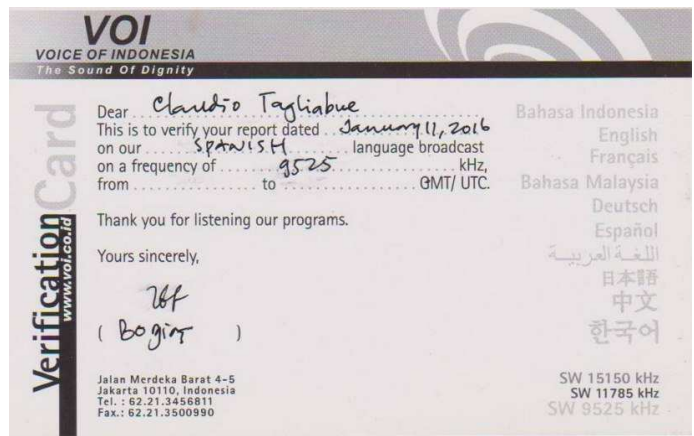 VOI
VOICE OF INDONESIA
The Sound Of Dignity
Verification Card
www.voi.co.id
Dear Claudio Tagliabue
This is to verify your report dated January 11, 2016
on our SPANISH language broadcast
on a frequency of 9525 kHz,
from to GMT/ UTC.
Thank you for listening our programs.
Yours sincerely,
( )
Jalan Merdeka Barat 4-5
Jakarta 10110, Indonesia
Tel. : 62.21.3456811
Fax.: 62.21.3500990
Bahasa Indonesia
English
Français
Bahasa Malaysia
Deutsch
Español
اللغة العربية
日本語
中文
한국어
SW 15150 kHz
SW 11785 kHz
SW 9525 kHz